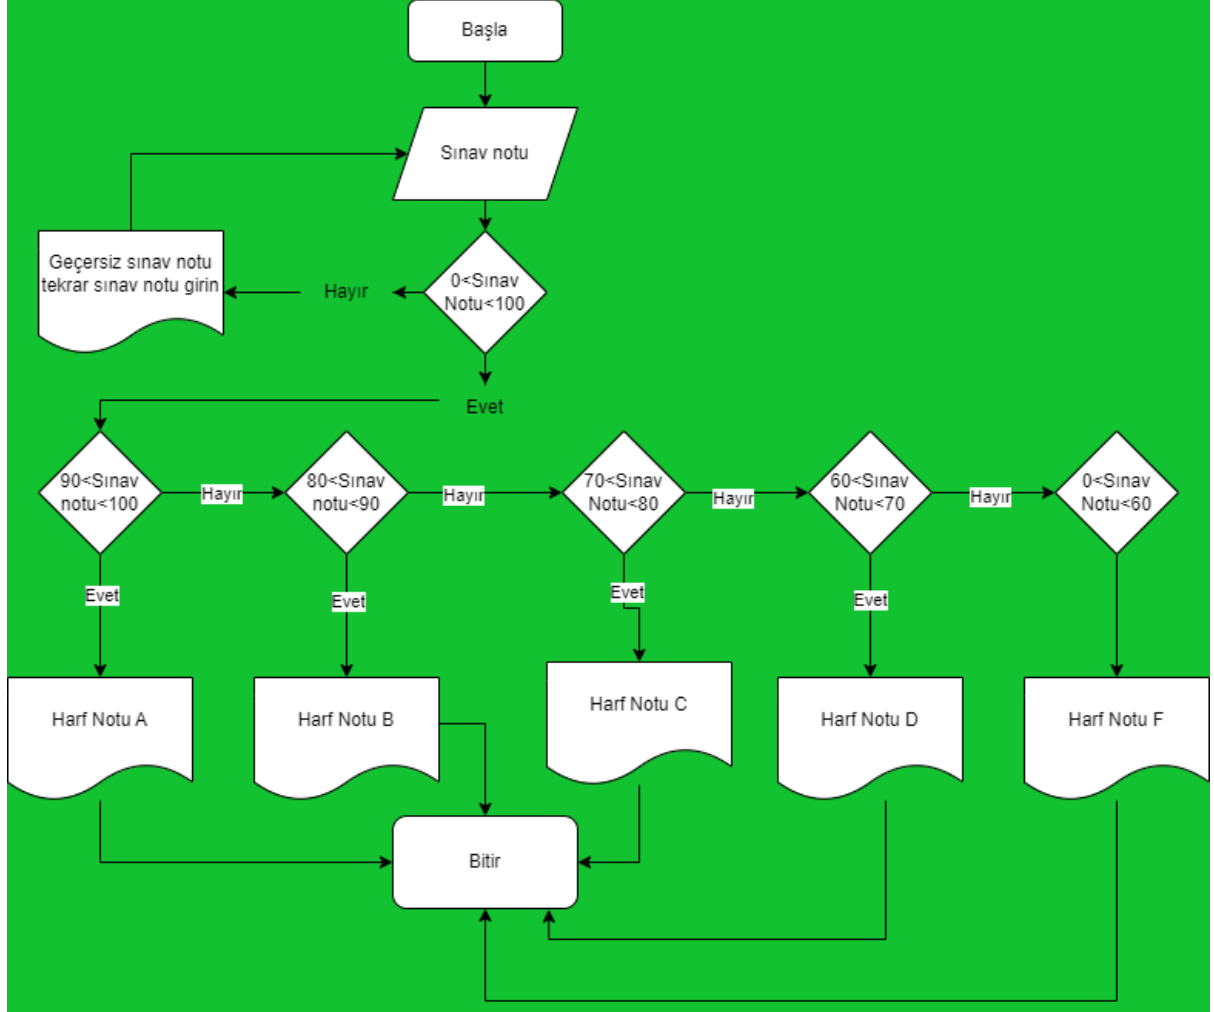 Başla
Sınav notu
Geçersiz sınav notu
tekrar sınav notu girin
Hayır
0<Sınav
Notu<100
Evet
90<Sınav
notu<100
Hayır
80<Sınav
notu<90
Hayır
70<Sınav
Notu<80
Hayır
60<Sınav
Notu<70
Hayır
0<Sınav
Notu<60
Evet
Evet
Evet
Evet
Harf Notu A
Harf Notu B
Harf Notu C
Harf Notu D
Harf Notu F
Bitir